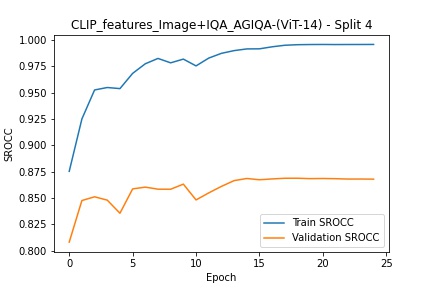 CLIP_features_Image+IQA_AGIQA-(ViT-14) - Split 4
1.000
0.975
0.950
0.925
0.900
0.875
0.850
0.825
0.800
SROCC
Train SROCC
Validation SROCC
0 5 10 15 20 25
Epoch